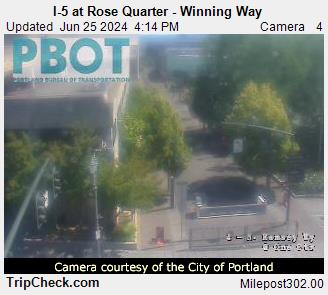 I-5 at Rose Quarter - Winning Way
Updated Jun 25 2024 4:14 PM Camera 4
PBOT
PORTLAND BUREAU OF TRANSPORTATION
Camera courtesy of the City of Portland
TripCheck.com Milepost302.00